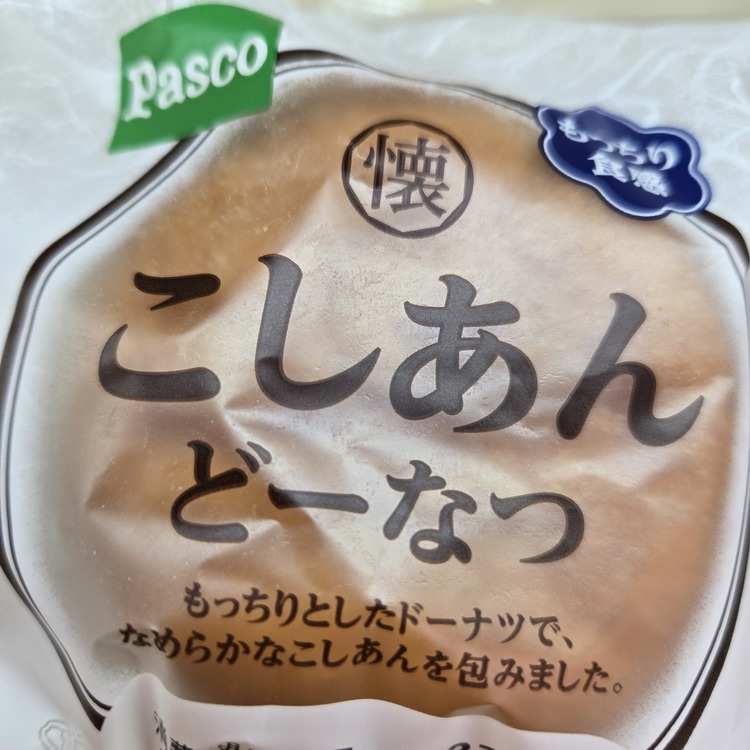 Pasco
懐
もっちり
食感
こしあん
どーなつ
もっちりとしたドーナツで、
なめらかなこしあんを包みました。